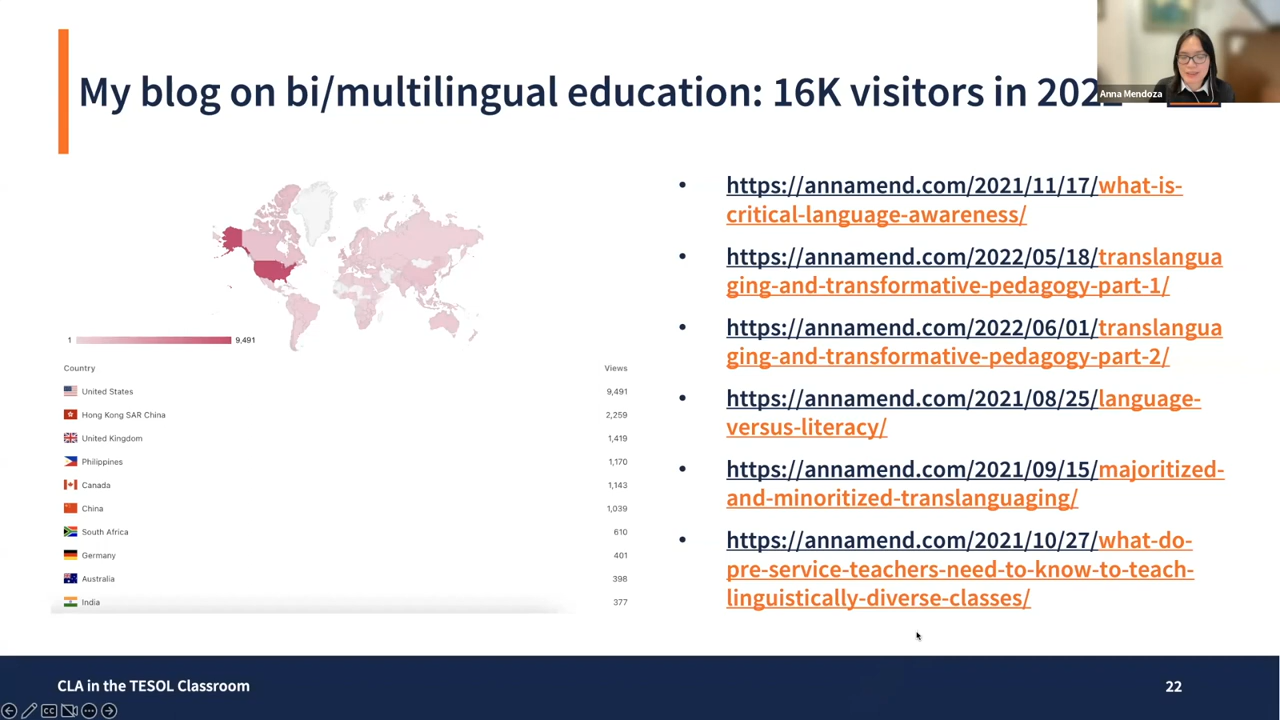 My blog on bi/multilingual education: 16K visitors in 202
Anna Mendoza
1 9,491
Country Views
United States 9,491
Hong Kong SAR China 2,259
United Kingdom 1,419
Philippines 1,170
Canada 1,143
China 1,039
South Africa 610
Germany 401
Australia 398
India 377
• https://annamend.com/2021/11/17/what-is-
critical-language-awareness/
• https://annamend.com/2022/05/18/translangua
ging-and-transformative-pedagogy-part-1/
• https://annamend.com/2022/06/01/translangua
ging-and-transformative-pedagogy-part-2/
• https://annamend.com/2021/08/25/language-
versus-literacy/
• https://annamend.com/2021/09/15/majoritized-
and-minoritized-translanguaging/
• https://annamend.com/2021/10/27/what-do-
pre-service-teachers-need-to-know-to-teach-
linguistically-diverse-classes/
CLA in the TESOL Classroom
22
CC